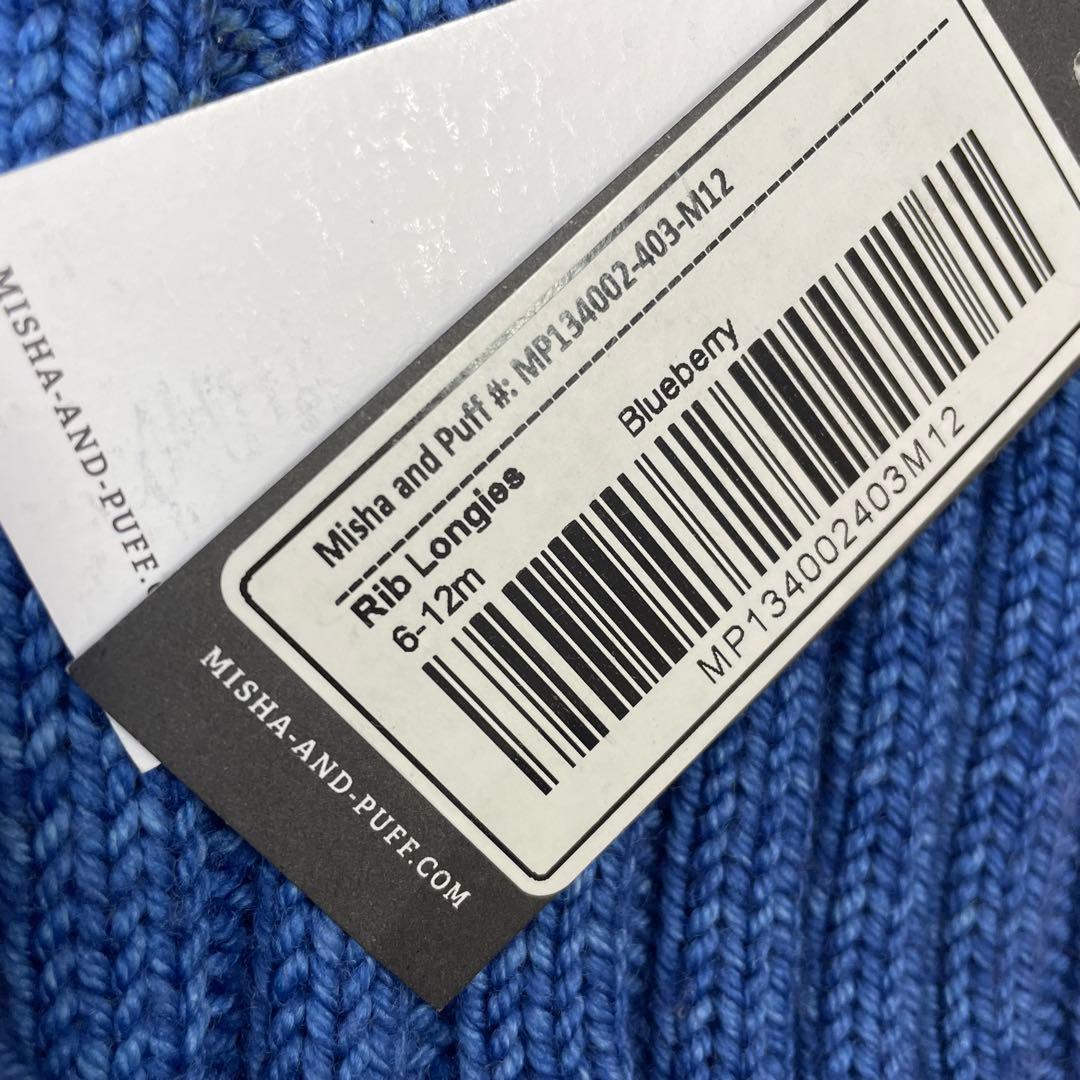 MISHA-AND-PUFF.
Misha and Puff #: MP134002-403-M12
Rib Longies
6-12m
Blueberry
MP134002403M12
MISHA-AND-PUFF.COM